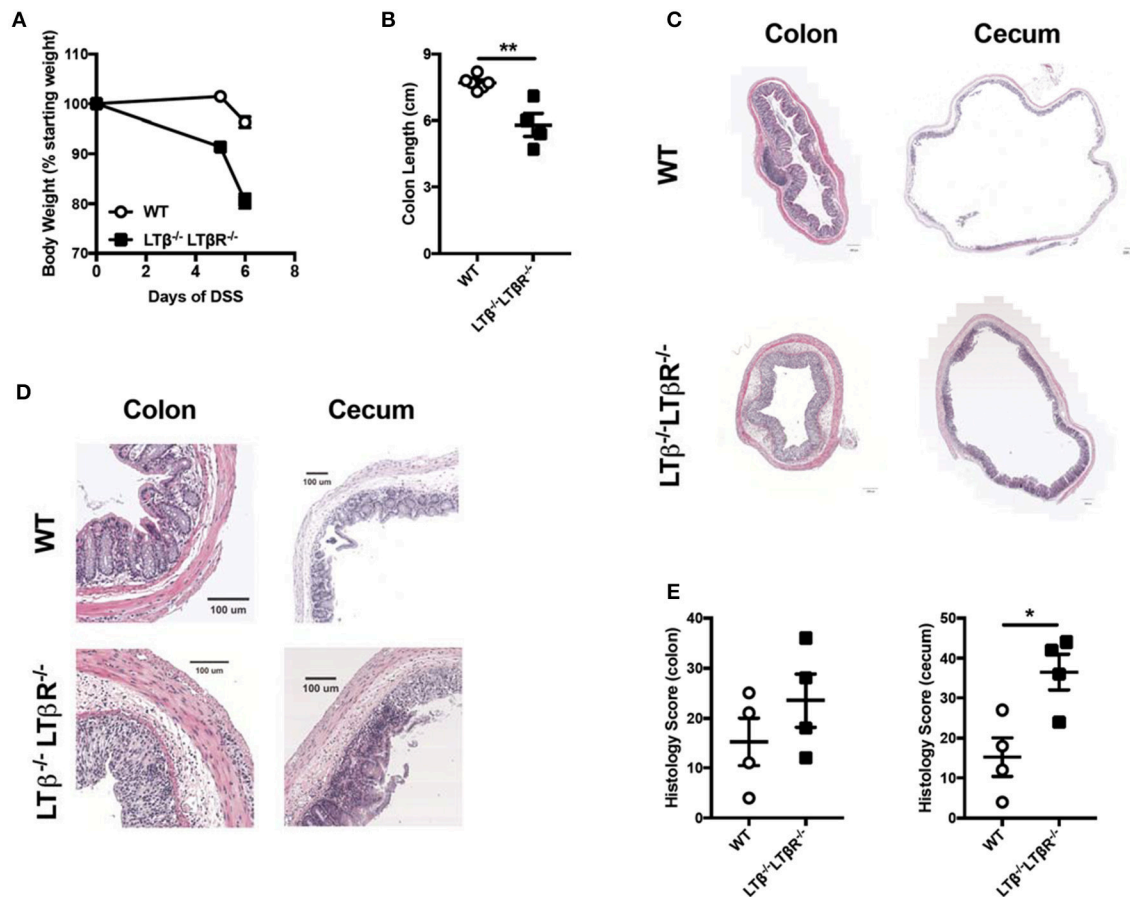 A
Body Weight (% starting weight)
110
100
90
80
70
0
2
4
6
8
Days of DSS
WT
LTβ-/- LTβR-/-
B
Colon Length (cm)
9
6
3
0
**
WT
LTβ-/-LTβR-/-
C
Colon
Cecum
WT
LTβ-/-LTβR-/-
D
Colon
Cecum
WT
100 um
100 um
LTβ-/- LTβR-/-
100 um
100 um
E
Histology Score (colon)
40
30
20
10
0
WT
LTβ-/-LTβR-/-
Histology Score (cecum)
50
40
30
20
10
0
*
WT
LTβ-/-LTβR-/-